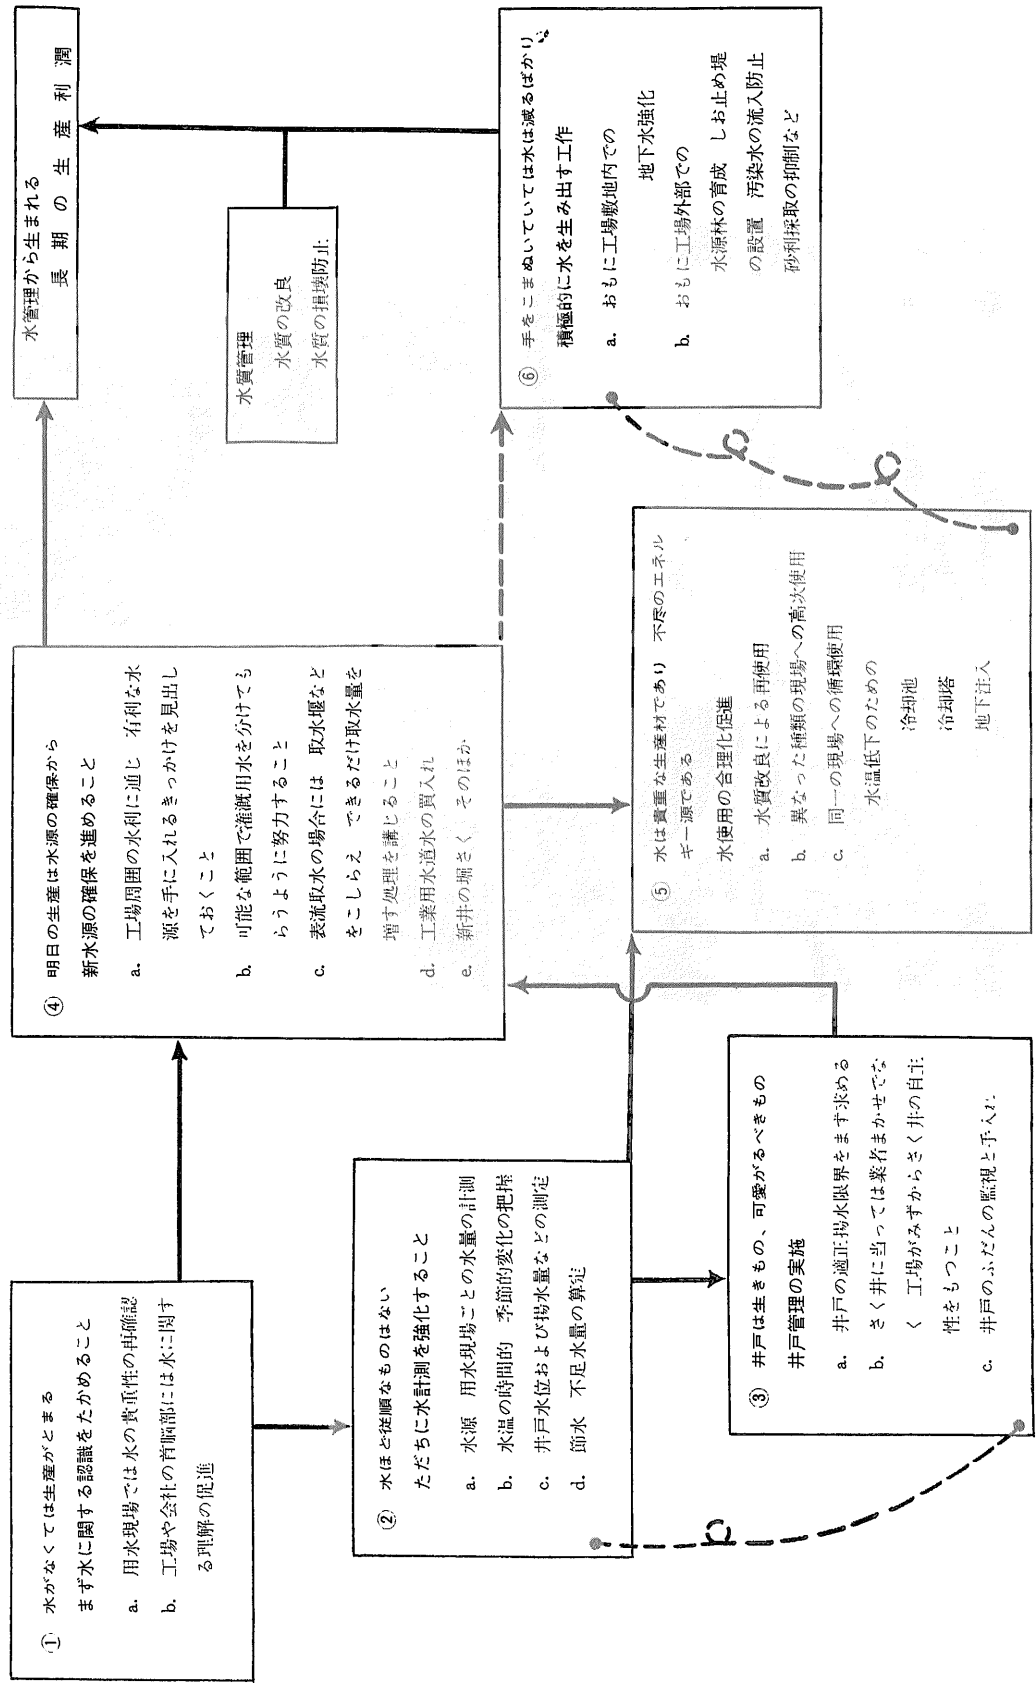 ① 水がなくては生産がとまる
まず水に関する認識をたかめること
a. 用水現場では水の貴重性の再確認
b. 工場や会社の首脳部には水に関す
る理解の促進
② 水ほど従順なものはない
ただちに水計測を強化すること
a. 水源 用水現場ごとの水量の計測
b. 水温の時間的 季節的変化の把握
c. 井戸水位および揚水量などの測定
d. 節水 不足水量の算定
③ 井戸は生きもの、可愛がるべきもの
井戸管理の実施
a. 井戸の適正揚水限界をまず求める
b. さく井に当っては業者まかせでな
く 工場がみずからさく井の自主
性をもつこと
c. 井戸のふだんの監視と手入れ
④ 明日の生産は水源の確保から
新水源の確保を進めること
a. 工場周囲の水利に通じ 有利な水
源を手に入れるきっかけを見出し
ておくこと
b. 可能な範囲で灌漑用水を分けても
らうように努力すること
c. 表流取水の場合には 取水堰など
をこしらえ できるだけ取水量を
増す処理を講じること
d. 工業用水道水の買入れ
e. 新井の堀さく そのほか
⑤ 水は貴重な生産材であり 不尽のエネル
ギー源である
水使用の合理化促進
a. 水質改良による再使用
b. 異なった種類の現場への高次使用
c. 同一の現場への循環使用
水温低下のための
冷却池
冷却塔
地下注入
⑥ 手をこまぬいていては水は減るばかり
積極的に水を生み出す工作
a. おもに工場敷地内での
地下水強化
b. おもに工場外部での
水源林の育成 しお止め堤
の設置 汚染水の流入防止
砂利採取の抑制など
水質管理
水質の改良
水質の損壊防止
水管理から生まれる
長期の生産利潤